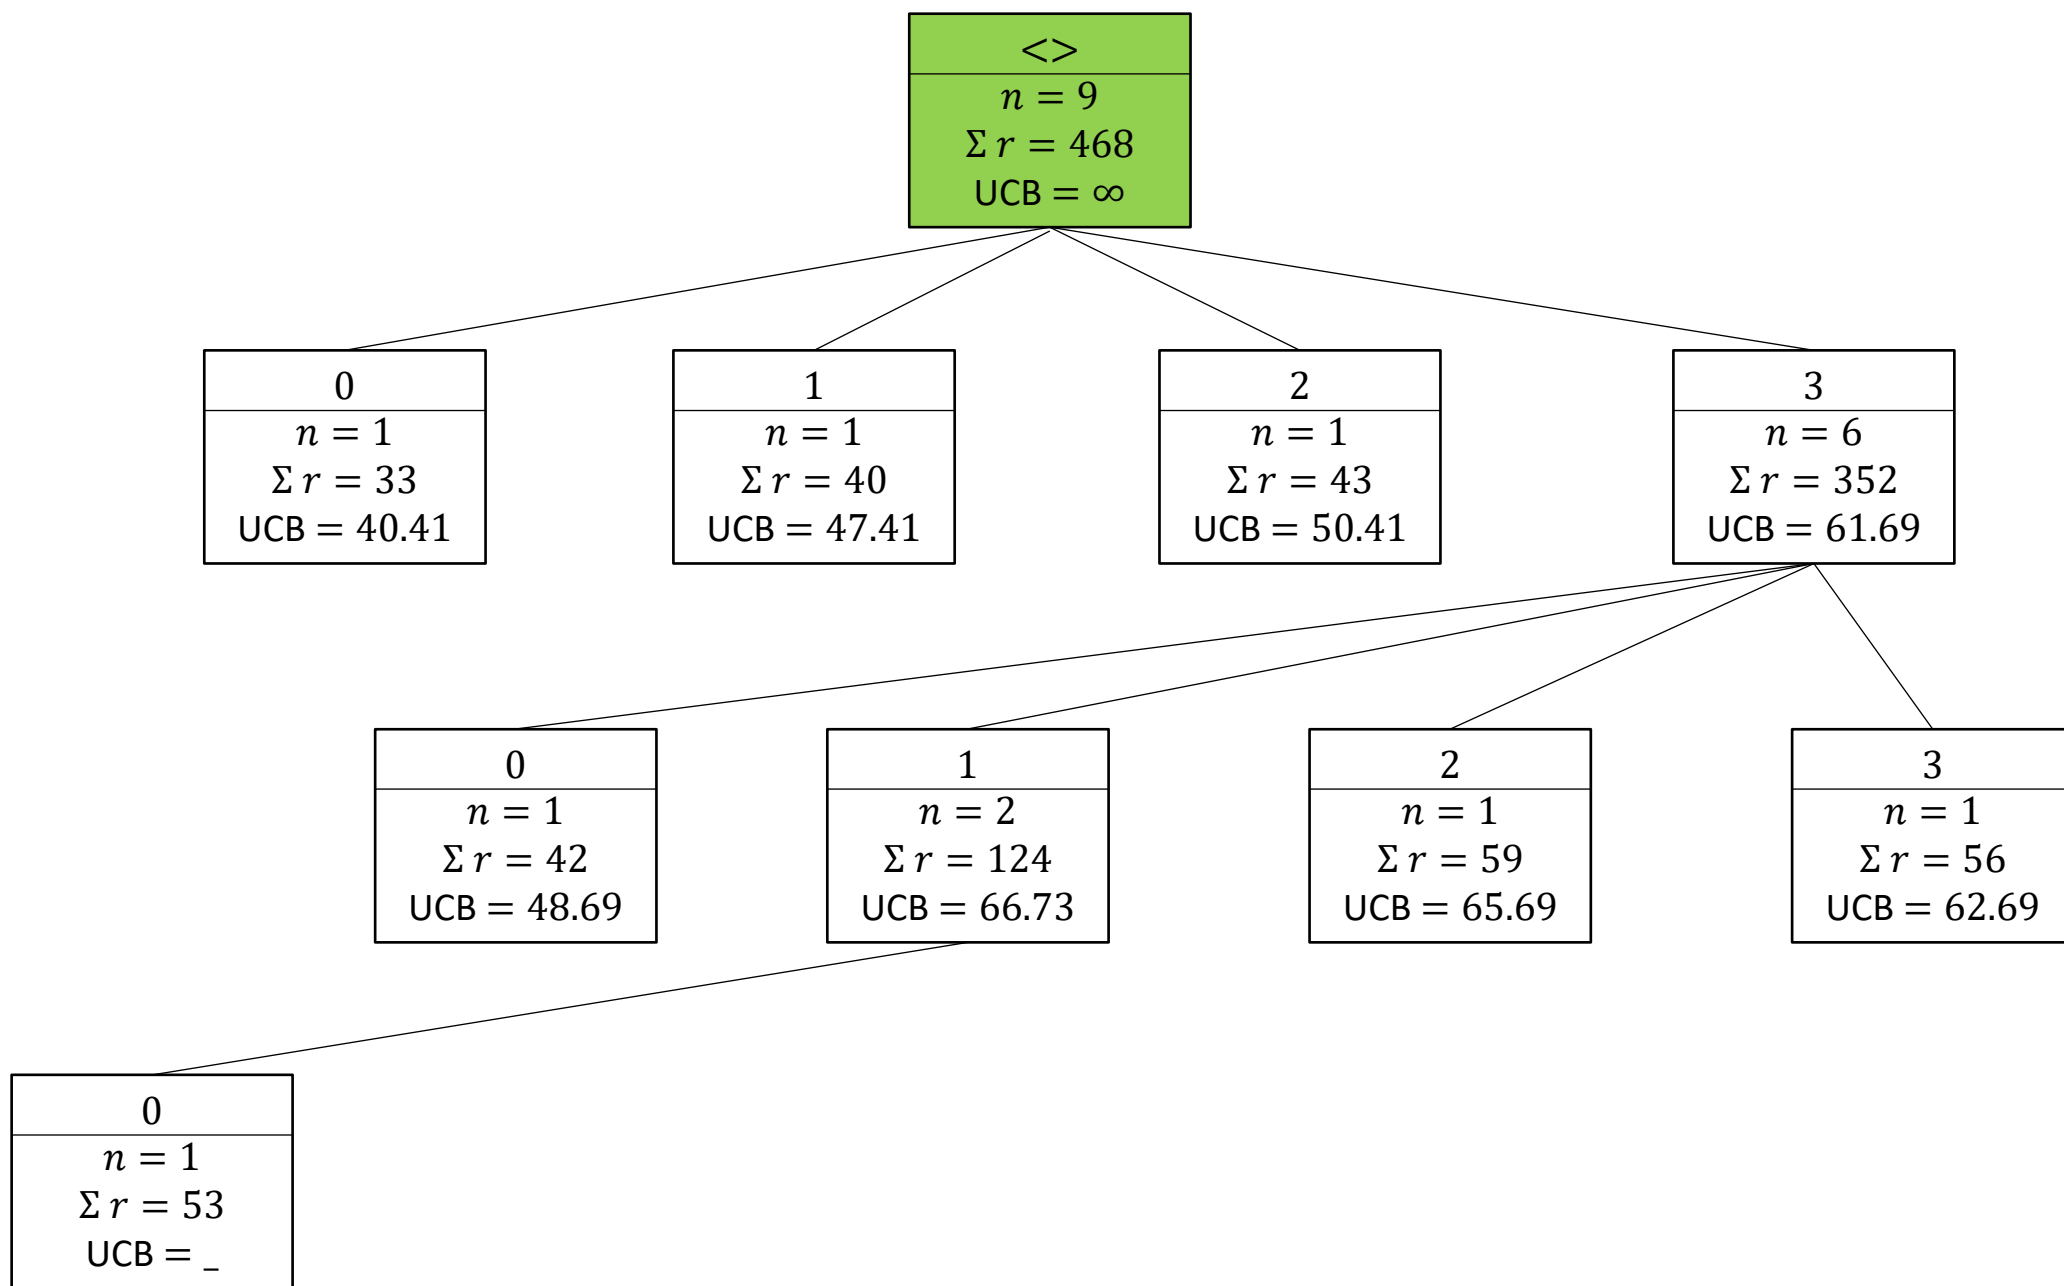 <>
n = 9
Σ r = 468
UCB = ∞
0
n = 1
Σ r = 33
UCB = 40.41
1
n = 1
Σ r = 40
UCB = 47.41
2
n = 1
Σ r = 43
UCB = 50.41
3
n = 6
Σ r = 352
UCB = 61.69
0
n = 1
Σ r = 42
UCB = 48.69
1
n = 2
Σ r = 124
UCB = 66.73
2
n = 1
Σ r = 59
UCB = 65.69
3
n = 1
Σ r = 56
UCB = 62.69
0
n = 1
Σ r = 53
UCB = _